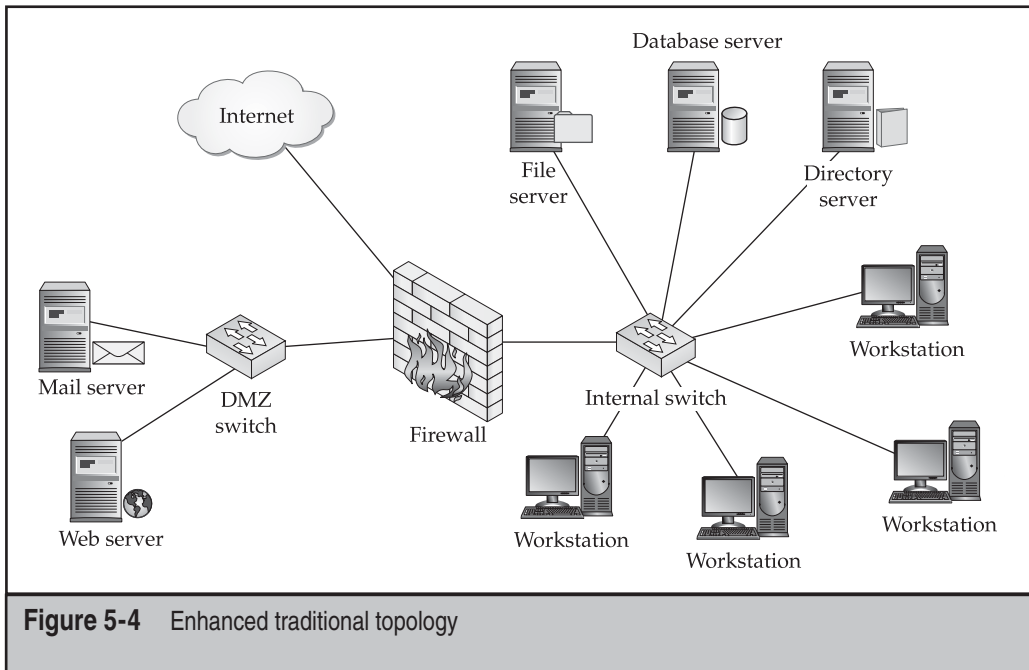 Database server
Internet
File
server
Directory
server
Workstation
Mail server
DMZ
switch
Internal switch
Firewall
Web server
Workstation
Workstation
Workstation
Figure 5-4 Enhanced traditional topology